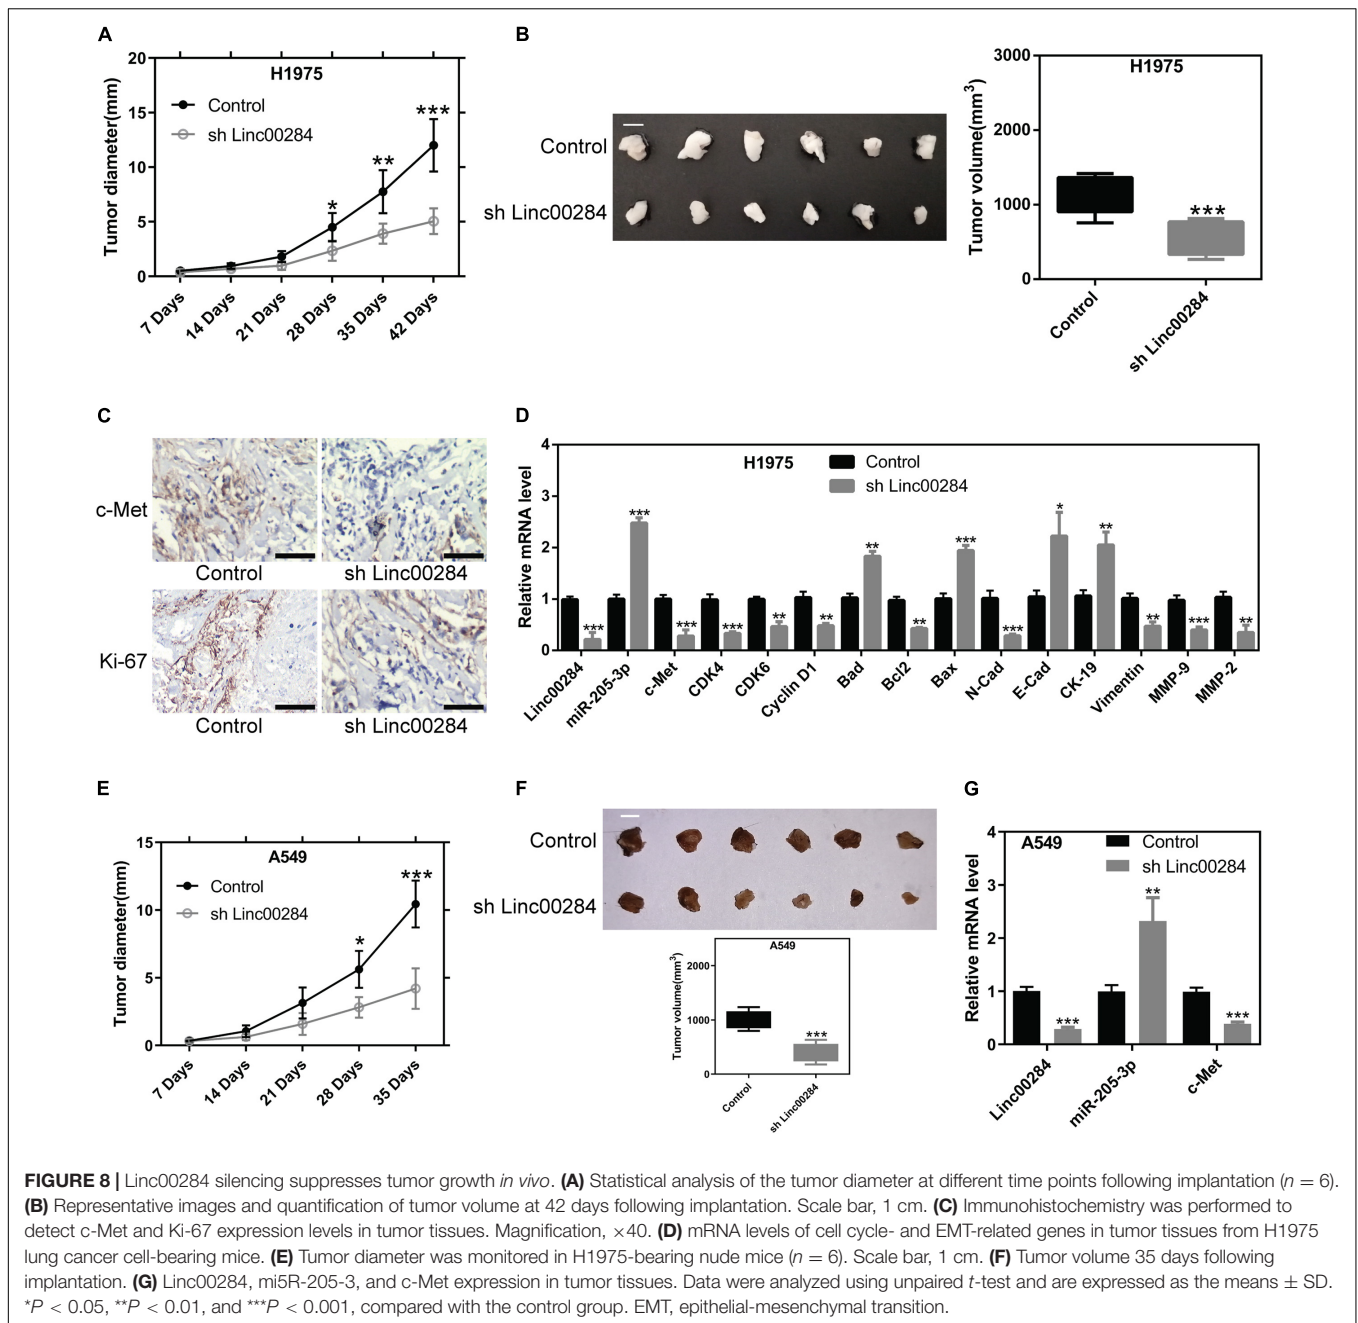 A
Tumor diameter(mm)
20
15
10
5
0
H1975
Control
sh Linc00284
*
**
***
7 Days
14 Days
21 Days
28 Days
35 Days
42 Days
B
Control
sh Linc00284
Tumor volume(mm3)
3000
2000
1000
0
H1975
***
Control
sh Linc00284
C
c-Met
Control
sh Linc00284
Ki-67
Control
sh Linc00284
D
Relative mRNA level
4
3
2
1
0
H1975
Control
sh Linc00284
***
***
***
***
**
**
**
**
***
***
*
**
**
***
**
Linc00284
miR-205-3p
c-Met
CDK4
CDK6
Cyclin D1
Bad
Bcl2
Bax
N-Cad
E-Cad
CK-19
Vimentin
MMP-9
MMP-2
E
Tumor diameter(mm)
15
10
5
0
A549
Control
sh Linc00284
*
***
7 Days
14 Days
21 Days
28 Days
35 Days
F
Control
sh Linc00284
Tumor volume(mm3)
2000
1000
0
A549
***
Control
sh Linc00284
G
Relative mRNA level
4
3
2
1
0
A549
Control
sh Linc00284
***
**
***
Linc00284
miR-205-3p
c-Met
FIGURE 8 | Linc00284 silencing suppresses tumor growth in vivo. (A) Statistical analysis of the tumor diameter at different time points following implantation (n = 6).
(B) Representative images and quantification of tumor volume at 42 days following implantation. Scale bar, 1 cm. (C) Immunohistochemistry was performed to
detect c-Met and Ki-67 expression levels in tumor tissues. Magnification, ×40. (D) mRNA levels of cell cycle- and EMT-related genes in tumor tissues from H1975
lung cancer cell-bearing mice. (E) Tumor diameter was monitored in H1975-bearing nude mice (n = 6). Scale bar, 1 cm. (F) Tumor volume 35 days following
implantation. (G) Linc00284, mi5R-205-3, and c-Met expression in tumor tissues. Data were analyzed using unpaired t-test and are expressed as the means ± SD.
*P < 0.05, **P < 0.01, and ***P < 0.001, compared with the control group. EMT, epithelial-mesenchymal transition.